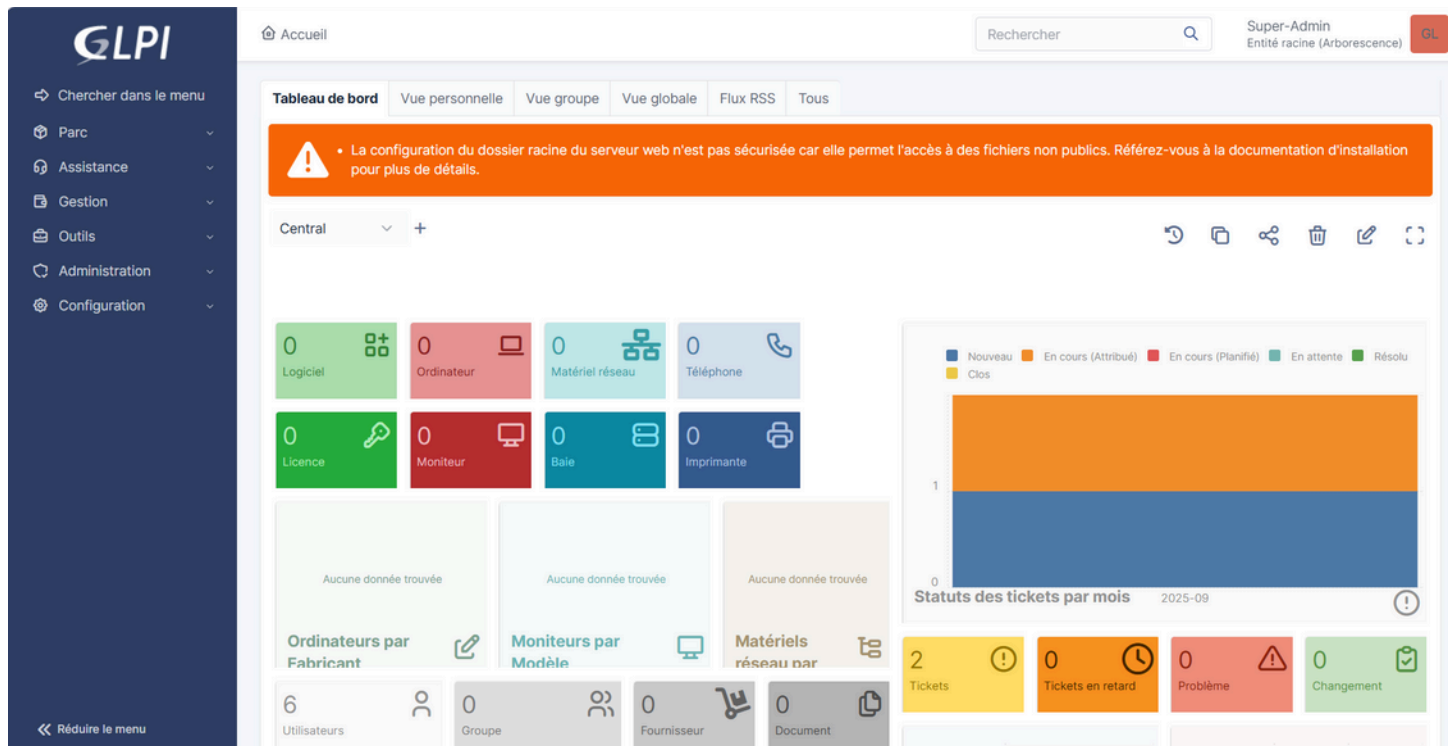 GLPI
Accueil
Rechercher
Super-Admin
Entité racine (Arborescence)
GL
Chercher dans le menu
Parc
Assistance
Gestion
Outils
Administration
Configuration
Réduire le menu
Tableau de bord Vue personnelle Vue groupe Vue globale Flux RSS Tous
• La configuration du dossier racine du serveur web n'est pas sécurisée car elle permet l'accès à des fichiers non publics. Référez-vous à la documentation d'installation
pour plus de détails.
Central
0
Logiciel
0
Ordinateur
0
Matériel réseau
0
Téléphone
0
Licence
0
Moniteur
0
Baie
0
Imprimante
Aucune donnée trouvée
Ordinateurs par
Fabricant
Aucune donnée trouvée
Moniteurs par
Modèle
Aucune donnée trouvée
Matériels
réseau par
6
Utilisateurs
0
Groupe
0
Fournisseur
0
Document
Nouveau En cours (Attribué) En cours (Planifié) En attente Résolu
Clos
1
0
Statuts des tickets par mois 2025-09
2
Tickets
0
Tickets en retard
0
Problème
0
Changement